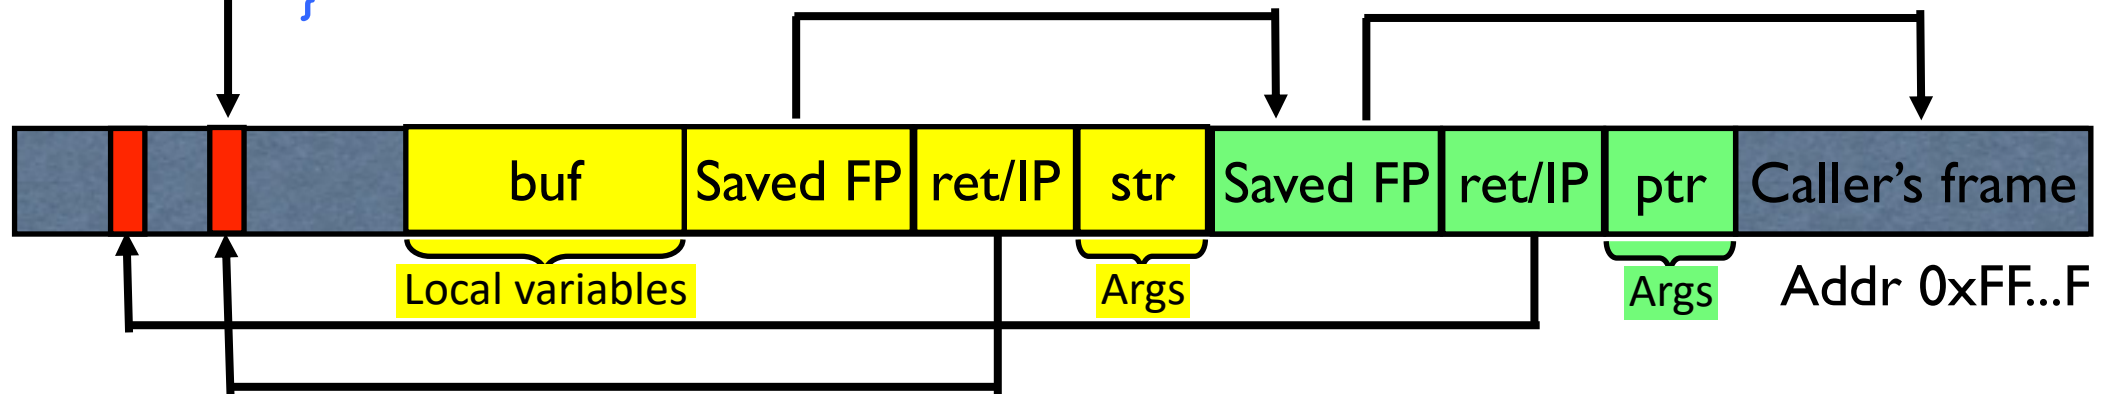 }
buf Saved FP ret/IP str Saved FP ret/IP ptr Caller's frame
Local variables Args Args Addr 0xFF...F